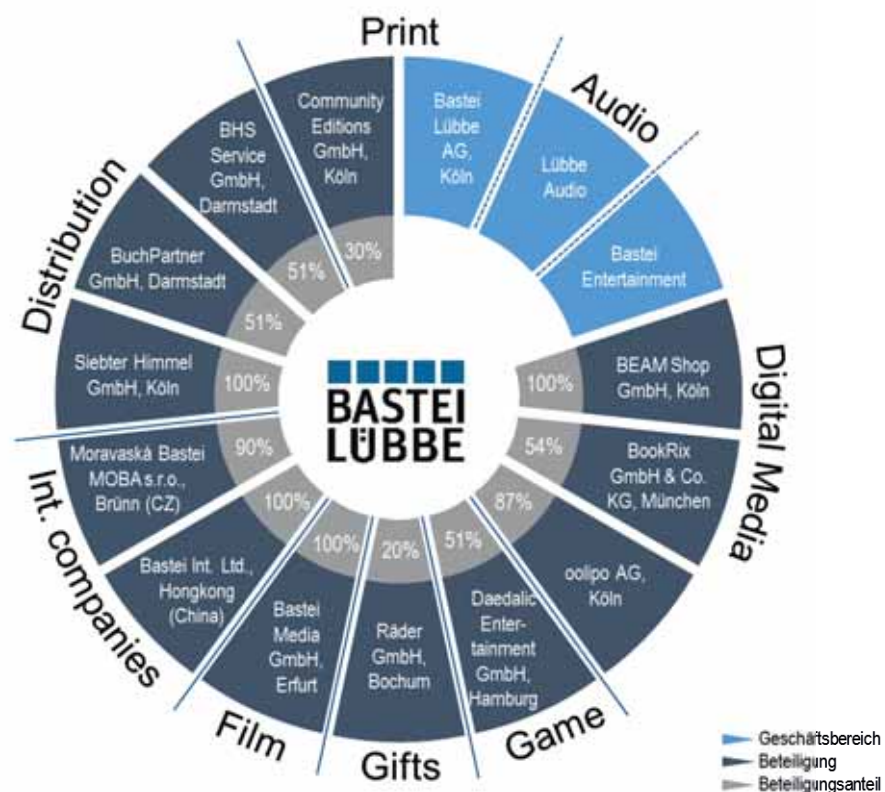 Print
Audio
Digital Media
Game
Gifts
Film
Int. companies
Distribution
Bastei
Lübbe
AG,
Köln
Lübbe
Audio
Bastei
Entertainment
BEAM Shop
GmbH, Köln
100%
BookRix
GmbH & Co.
KG, München
54%
oolipo AG,
Köln
87%
Daedalic
Enter-
tainment
GmbH,
Hamburg
51%
Räder
GmbH,
Bochum
20%
Bastei
Media
GmbH,
Erfurt
100%
Bastei Int. Ltd.,
Hongkong
(China)
100%
Moravaská Bastei
MOBA s.r.o.,
Brünn (CZ)
90%
Siebter Himmel
GmbH, Köln
100%
BuchPartner
GmbH, Darmstadt
51%
BHS
Service
GmbH,
Darmstadt
51%
Community
Editions
GmbH,
Köln
30%
BASTEI
LÜBBE
Geschäftsbereich
Beteiligung
Beteiligungsanteil